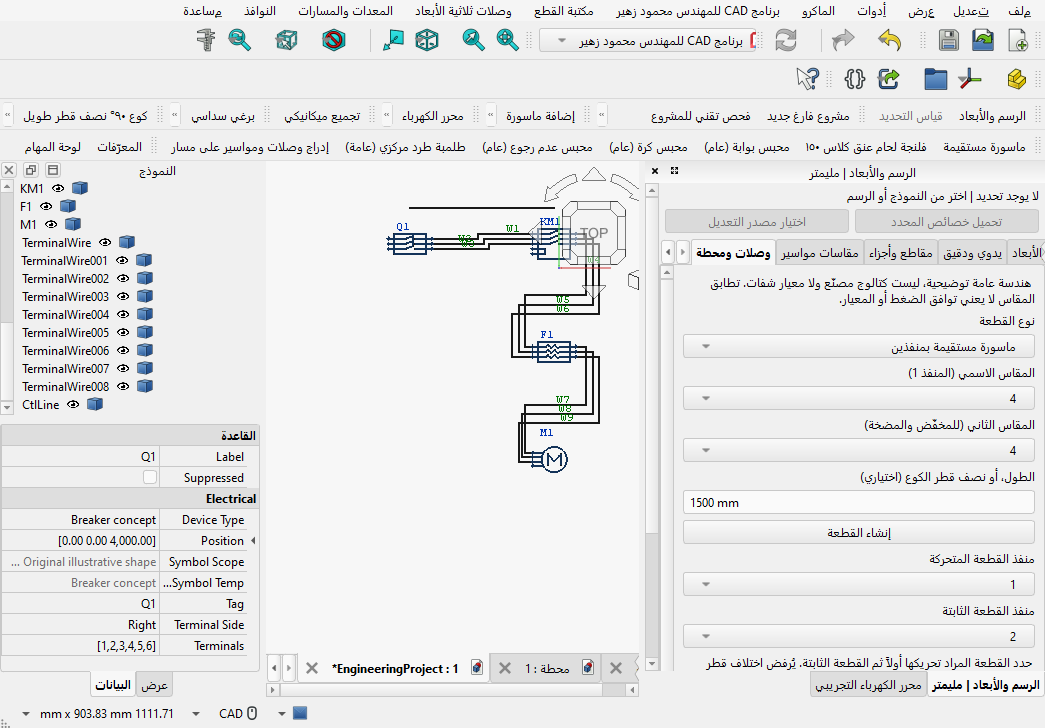 ملف
تعديل
عرض
أدوات
الماكرو
برنامج CAD للمهندس محمود زهير
مكتبة القطع
وصلات ثلاثية الأبعاد
المعدات والمسارات
النوافذ
مساعدة
برنامج CAD للمهندس محمود زهير
الرسم والأبعاد
قياس التحديد
مشروع فارغ جديد
فحص تقني للمشروع
إضافة ماسورة
محرر الكهرباء
تجميع ميكانيكي
برغي سداسي
كوع ٩٠° نصف قطر طويل
ماسورة مستقيمة
فلنجة لحام عنق كلاس ١٥٠
محبس بوابة (عام)
محبس كرة (عام)
محبس عدم رجوع (عام)
طلمبة طرد مركزي (عامة)
إدراج وصلات ومواسير على مسار
المعرّفات
لوحة المهام
الرسم والأبعاد | مليمتر
لا يوجد تحديد | اختر من النموذج أو الرسم
تحميل خصائص المحدد
اختيار مصدر التعديل
الأبعاد
يدوي ودقيق
مقاطع وأجزاء
مقاسات مواسير
وصلات ومحطة
هندسة عامة توضيحية، ليست كتالوج مصنّع ولا معيار شفات. تطابق
المقاس لا يعني توافق الضغط أو المعيار.
نوع القطعة
ماسورة مستقيمة بمنفذين
المقاس الاسمي (المنفذ 1)
4
المقاس الثاني (للمخفّض والمضخة)
4
الطول، أو نصف قطر الكوع (اختياري)
1500 mm
إنشاء القطعة
منفذ القطعة المتحركة
1
منفذ القطعة الثابتة
2
حدد القطعة المراد تحريكها أولاً ثم القطعة الثابتة. يُرفض اختلاف قطر
الرسم والأبعاد | مليمتر
محرر الكهرباء التجريبي
TOP
Q1
KM1
W1
W2
W3
W4
W5
W6
F1
W7
W8
W9
M1
M
محطة : 1
EngineeringProject : 1*
النموذج
KM1
F1
M1
TerminalWire
TerminalWire001
TerminalWire002
TerminalWire003
TerminalWire004
TerminalWire005
TerminalWire006
TerminalWire007
TerminalWire008
CtlLine
القاعدة
Label Q1
Suppressed
Electrical
Device Type Breaker concept
Position [0.00 0.00 4,000.00]
Symbol Scope Original illustrative shape ...
Symbol Temp... Breaker concept
Tag Q1
Terminal Side Right
Terminals [1,2,3,4,5,6]
عرض
البيانات
CAD
1111.71 mm x 903.83 mm